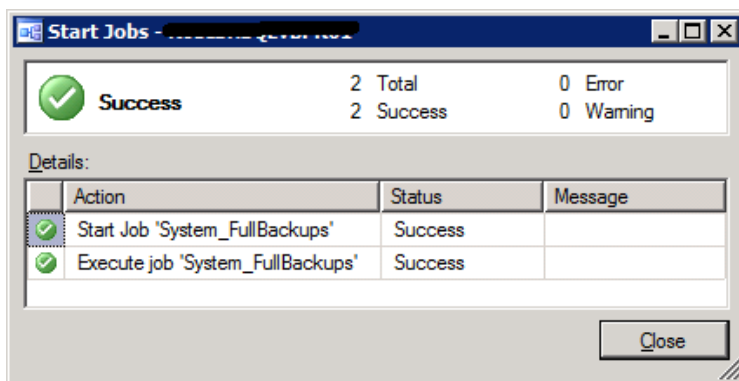 Start Jobs -
Success
2 Total 0 Error
2 Success 0 Warning
Details:
Action Status Message
Start Job 'System_FullBackups' Success
Execute job 'System_FullBackups' Success
Close